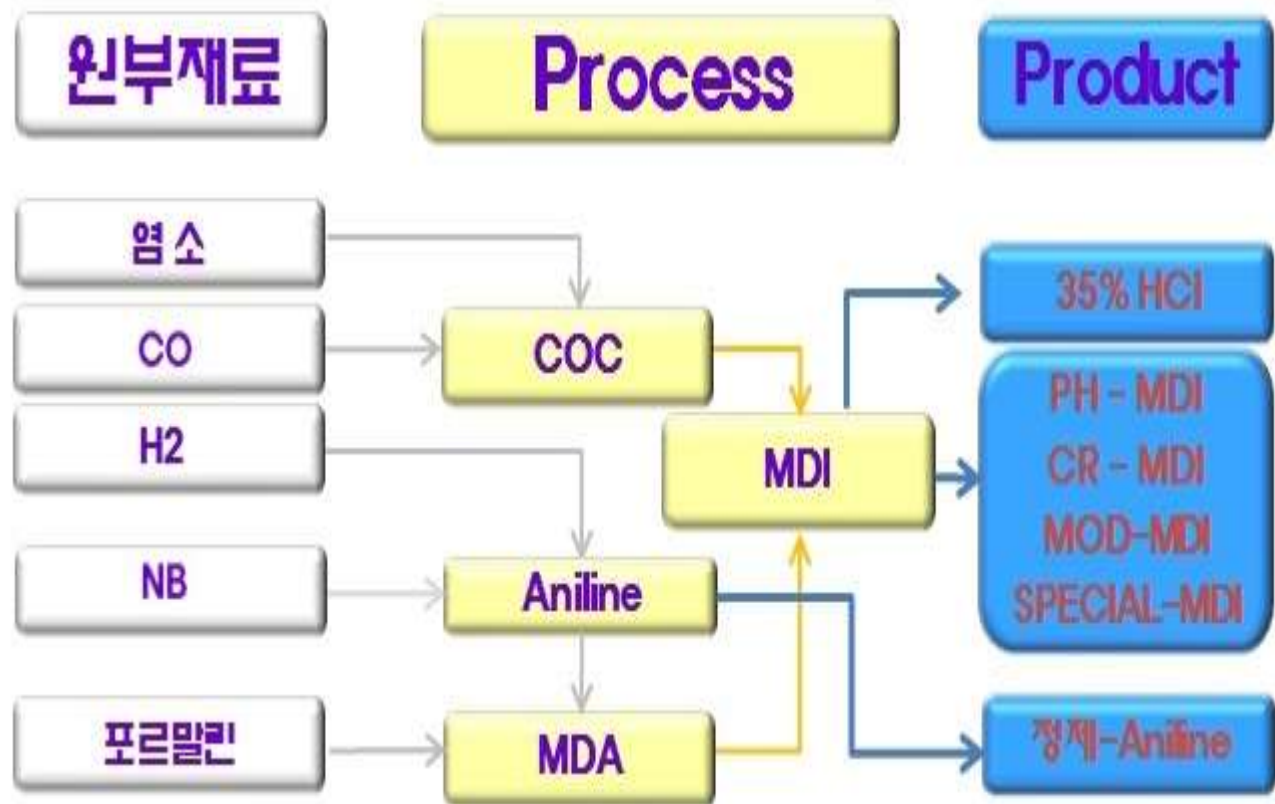 원부재료
Process
Product
염 소
CO
H2
NB
포르말린
COC
Aniline
MDA
MDI
35% HCl
PH - MDI
CR - MDI
MOD-MDI
SPECIAL-MDI
정제-Aniline